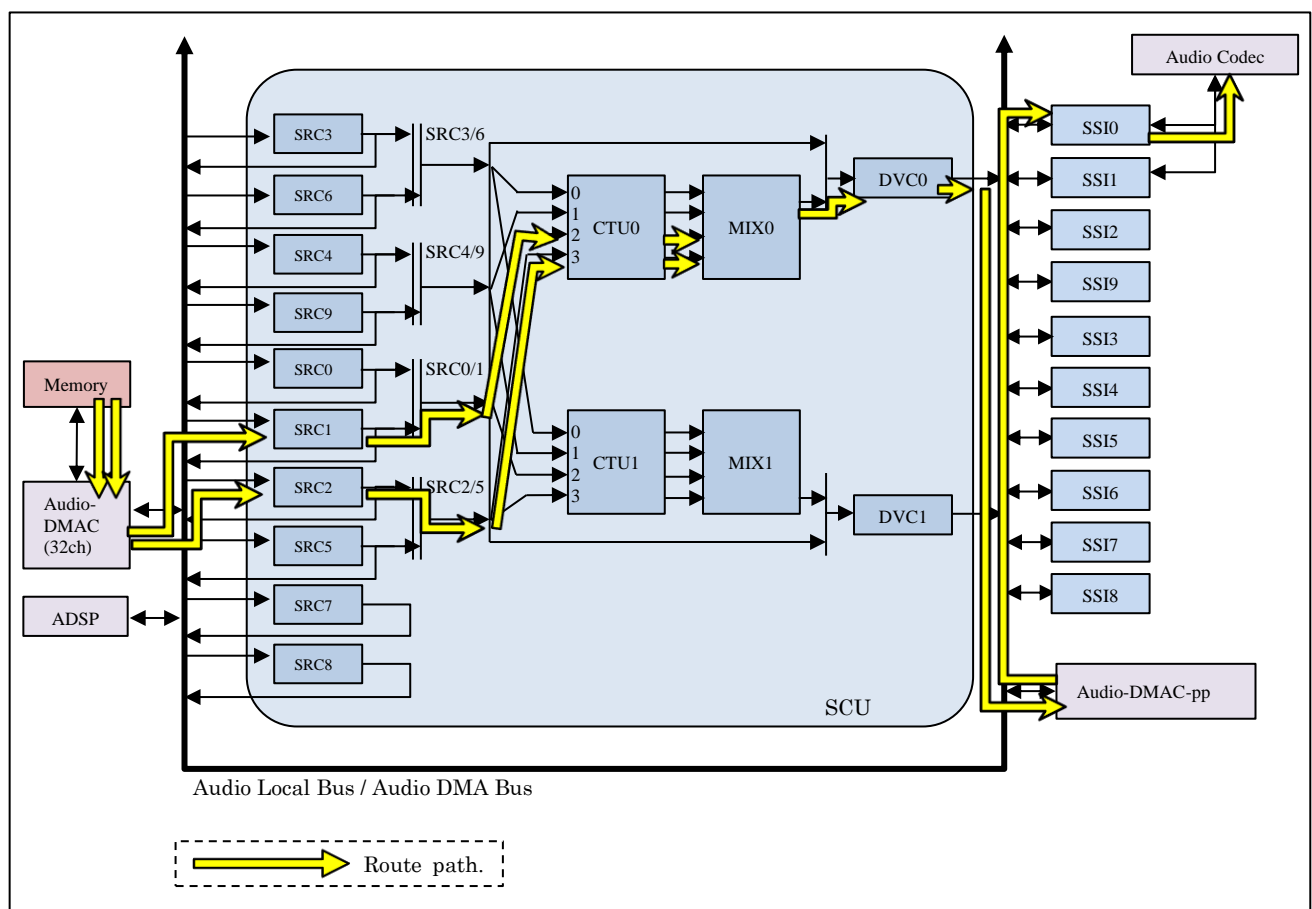 Audio Codec
SRC3
SRC3/6
SSI0
SRC6
DVC0
SSI1
0
1
2
3
CTU0
MIX0
SSI2
SRC4
SRC4/9
SSI9
SRC9
SSI3
SRC0
SRC0/1
Memory
SSI4
SRC1
0
1
2
3
CTU1
MIX1
SSI5
SRC2
SRC2/5
SSI6
Audio-
DMAC
(32ch)
DVC1
SRC5
SSI7
SRC7
SSI8
ADSP
SRC8
Audio-DMAC-pp
SCU
Audio Local Bus / Audio DMA Bus
Route path.